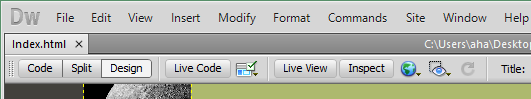 Dw File Edit View Insert Modify Format Commands Site Window Help
Index.html × C:\Users\aha\Desktop
Code Split Design Live Code Live View Inspect Title: